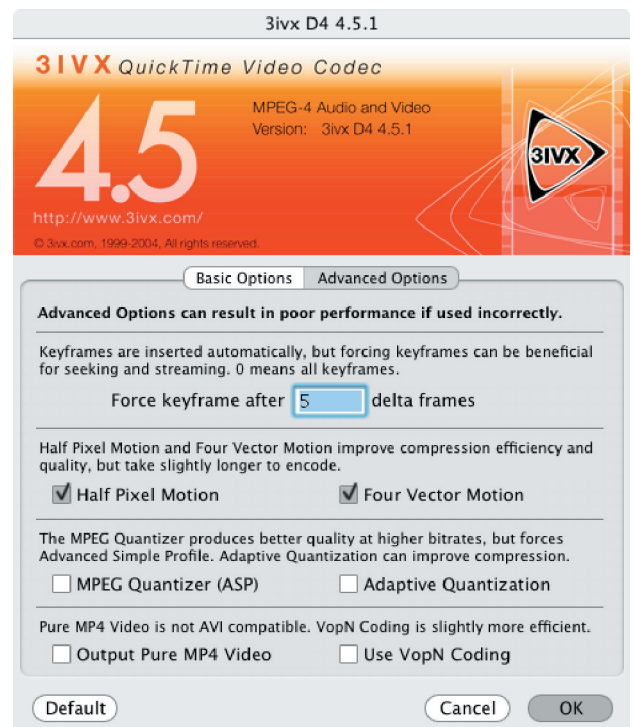 3ivx D4 4.5.1
3IVX QuickTime Video Codec
4.5
MPEG-4 Audio and Video
Version: 3ivx D4 4.5.1
3IVX
http://www.3ivx.com/
© 3ivx.com, 1999-2004, All rights reserved.
Basic Options Advanced Options
Advanced Options can result in poor performance if used incorrectly.
Keyframes are inserted automatically, but forcing keyframes can be beneficial
for seeking and streaming. 0 means all keyframes.
Force keyframe after 5 delta frames
Half Pixel Motion and Four Vector Motion improve compression efficiency and
quality, but take slightly longer to encode.
Half Pixel Motion Four Vector Motion
The MPEG Quantizer produces better quality at higher bitrates, but forces
Advanced Simple Profile. Adaptive Quantization can improve compression.
MPEG Quantizer (ASP) Adaptive Quantization
Pure MP4 Video is not AVI compatible. VopN Coding is slightly more efficient.
Output Pure MP4 Video Use VopN Coding
Default Cancel OK